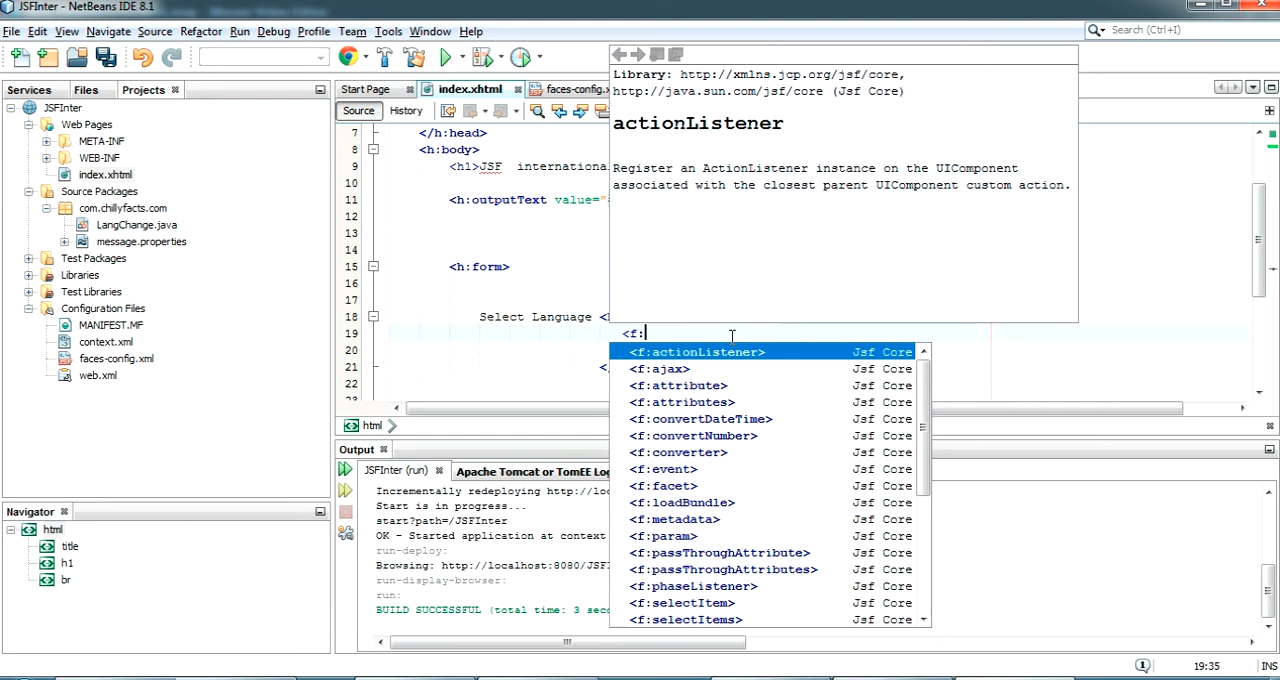 JSFInter - NetBeans IDE 8.1
File Edit View Navigate Source Refactor Run Debug Profile Team Tools Window Help
Search (Ctrl+I)
Services Files Projects
JSFInter
Web Pages
META-INF
WEB-INF
index.xhtml
Source Packages
com.chillyfacts.com
LangChange.java
message.properties
Test Packages
Libraries
Test Libraries
Configuration Files
MANIFEST.MF
context.xml
faces-config.xml
web.xml
Navigator
html
title
h1
br
Start Page index.xhtml faces-config.
Source History
7 </h:head>
8 <h:body>
9 <h1>JSF international
10
11 <h:outputText value="
12
13
14
15 <h:form>
16
17
18 Select Language <
19 <f:
20
21 <
22
23
html
Library: http://xmlns.jcp.org/jsf/core,
http://java.sun.com/jsf/core (Jsf Core)
actionListener
Register an ActionListener instance on the UIComponent
associated with the closest parent UIComponent custom action.
<f:actionListener> Jsf Core
<f:ajax> Jsf Core
<f:attribute> Jsf Core
<f:attributes> Jsf Core
<f:convertDateTime> Jsf Core
<f:convertNumber> Jsf Core
<f:converter> Jsf Core
<f:event> Jsf Core
<f:facet> Jsf Core
<f:loadBundle> Jsf Core
<f:metadata> Jsf Core
<f:param> Jsf Core
<f:passThroughAttribute> Jsf Core
<f:passThroughAttributes> Jsf Core
<f:phaseListener> Jsf Core
<f:selectItem> Jsf Core
<f:selectItems> Jsf Core
Output
JSFInter (run) Apache Tomcat or TomEE Log
Incrementally redeploying http://loc
Start is in progress...
start?path=/JSFInter
OK - Started application at context
run-deploy:
Browsing: http://localhost:8080/JSFI
run-display-browser:
run:
BUILD SUCCESSFUL (total time: 3 seco
19:35 INS